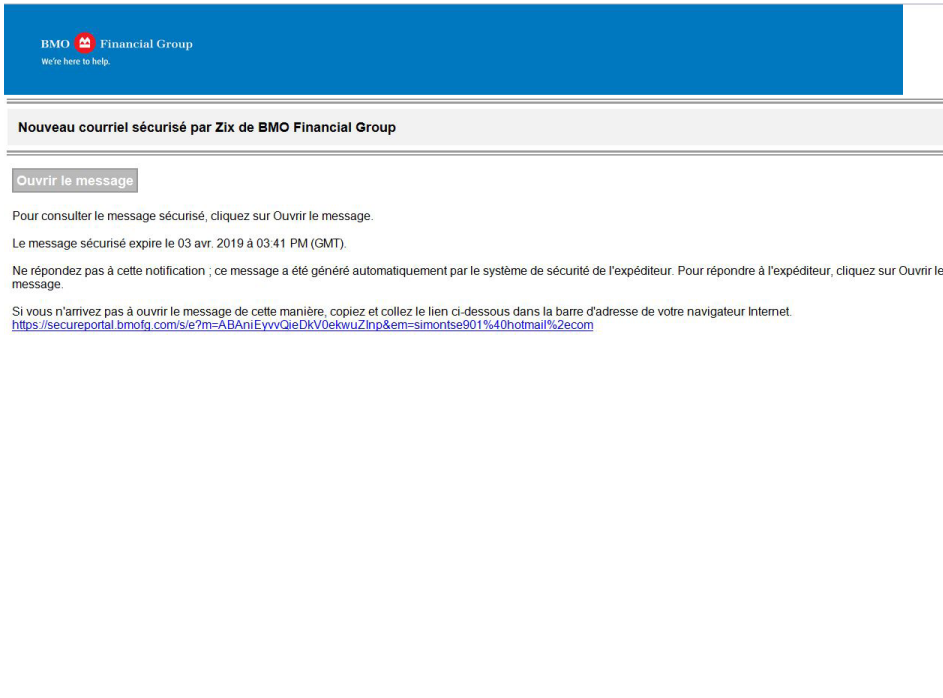 BMO Financial Group
We're here to help.
Nouveau courriel sécurisé par Zix de BMO Financial Group
Ouvrir le message
Pour consulter le message sécurisé, cliquez sur Ouvrir le message.
Le message sécurisé expire le 03 avr. 2019 à 03:41 PM (GMT).
Ne répondez pas à cette notification ; ce message a été généré automatiquement par le système de sécurité de l'expéditeur. Pour répondre à l'expéditeur, cliquez sur Ouvrir le
message.
Si vous n'arrivez pas à ouvrir le message de cette manière, copiez et collez le lien ci-dessous dans la barre d'adresse de votre navigateur Internet.
https://secureportal.bmofg.com/s/e?m=ABAniEyvvQieDkV0ekwuZInp&em=simontse901%40hotmail%2ecom